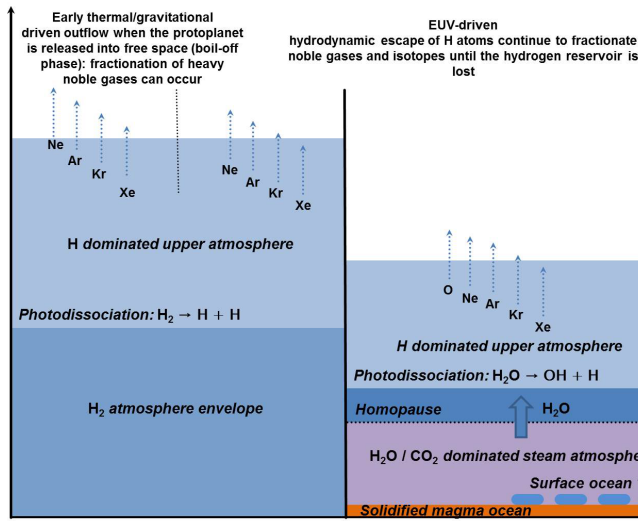 Early thermal/gravitational
driven outflow when the protoplanet
is released into free space (boil-off
phase): fractionation of heavy
noble gases can occur
EUV-driven
hydrodynamic escape of H atoms continue to fractionate
noble gases and isotopes until the hydrogen reservoir is
lost
Ne
Ar
Kr
Xe
Ne
Ar
Kr
Xe
H dominated upper atmosphere
Photodissociation: H₂ → H + H
H₂ atmosphere envelope
O
Ne
Ar
Kr
Xe
H dominated upper atmosphere
Photodissociation: H₂O → OH + H
Homopause
H₂O
H₂O / CO₂ dominated steam atmosphe
Surface ocean
Solidified magma ocean